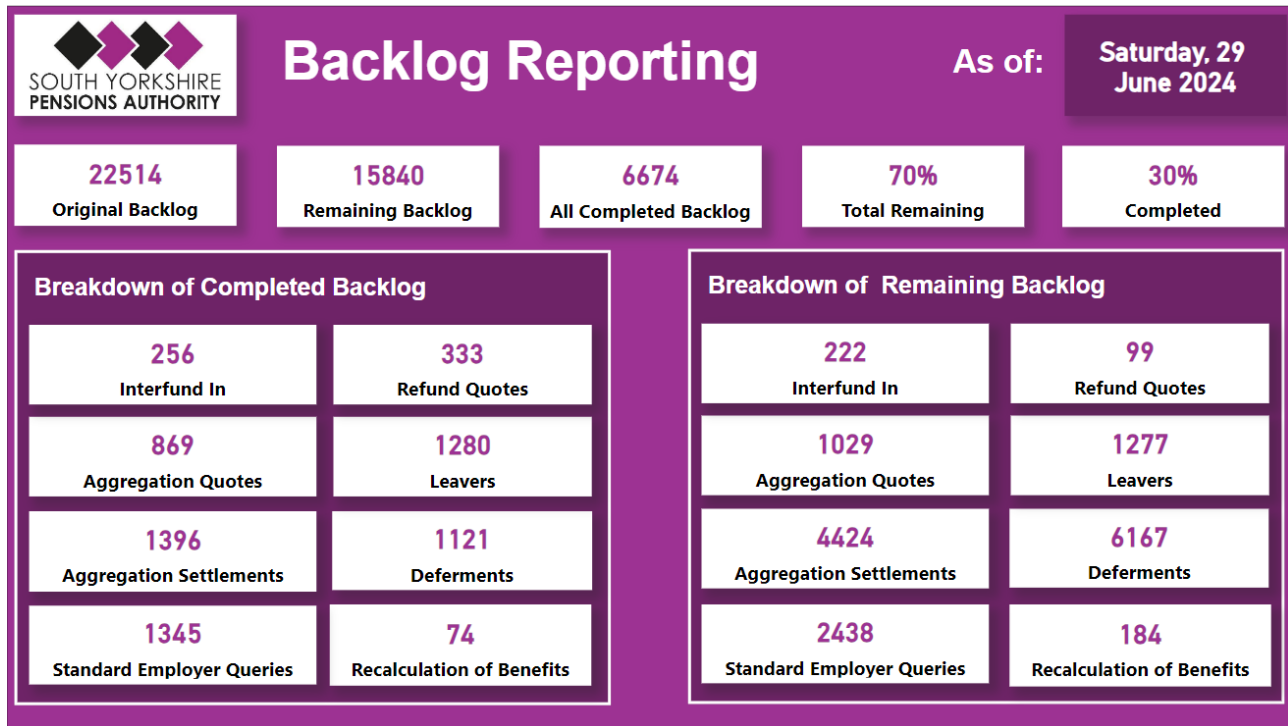 SOUTH YORKSHIRE
PENSIONS AUTHORITY
Backlog Reporting
As of:
Saturday, 29
June 2024
22514
Original Backlog
15840
Remaining Backlog
6674
All Completed Backlog
70%
Total Remaining
30%
Completed
Breakdown of Completed Backlog
256
Interfund In
333
Refund Quotes
869
Aggregation Quotes
1280
Leavers
1396
Aggregation Settlements
1121
Deferments
1345
Standard Employer Queries
74
Recalculation of Benefits
Breakdown of  Remaining Backlog
222
Interfund In
99
Refund Quotes
1029
Aggregation Quotes
1277
Leavers
4424
Aggregation Settlements
6167
Deferments
2438
Standard Employer Queries
184
Recalculation of Benefits